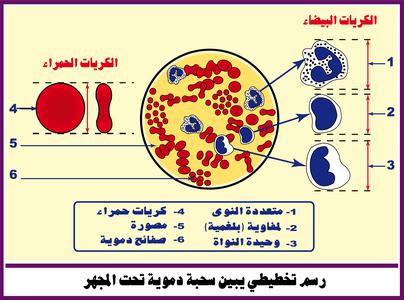 الكريات البيضاء
الكريات الحمراء
1
2
3
4
5
6
1- متعددة النوى
2- لمفاوية (بلغمية)
3- وحيدة النواة
4- كريات حمراء
5- مصورة
6- صفائح دموية
رسم تخطيطي يبين سحبة دموية تحت المجهر